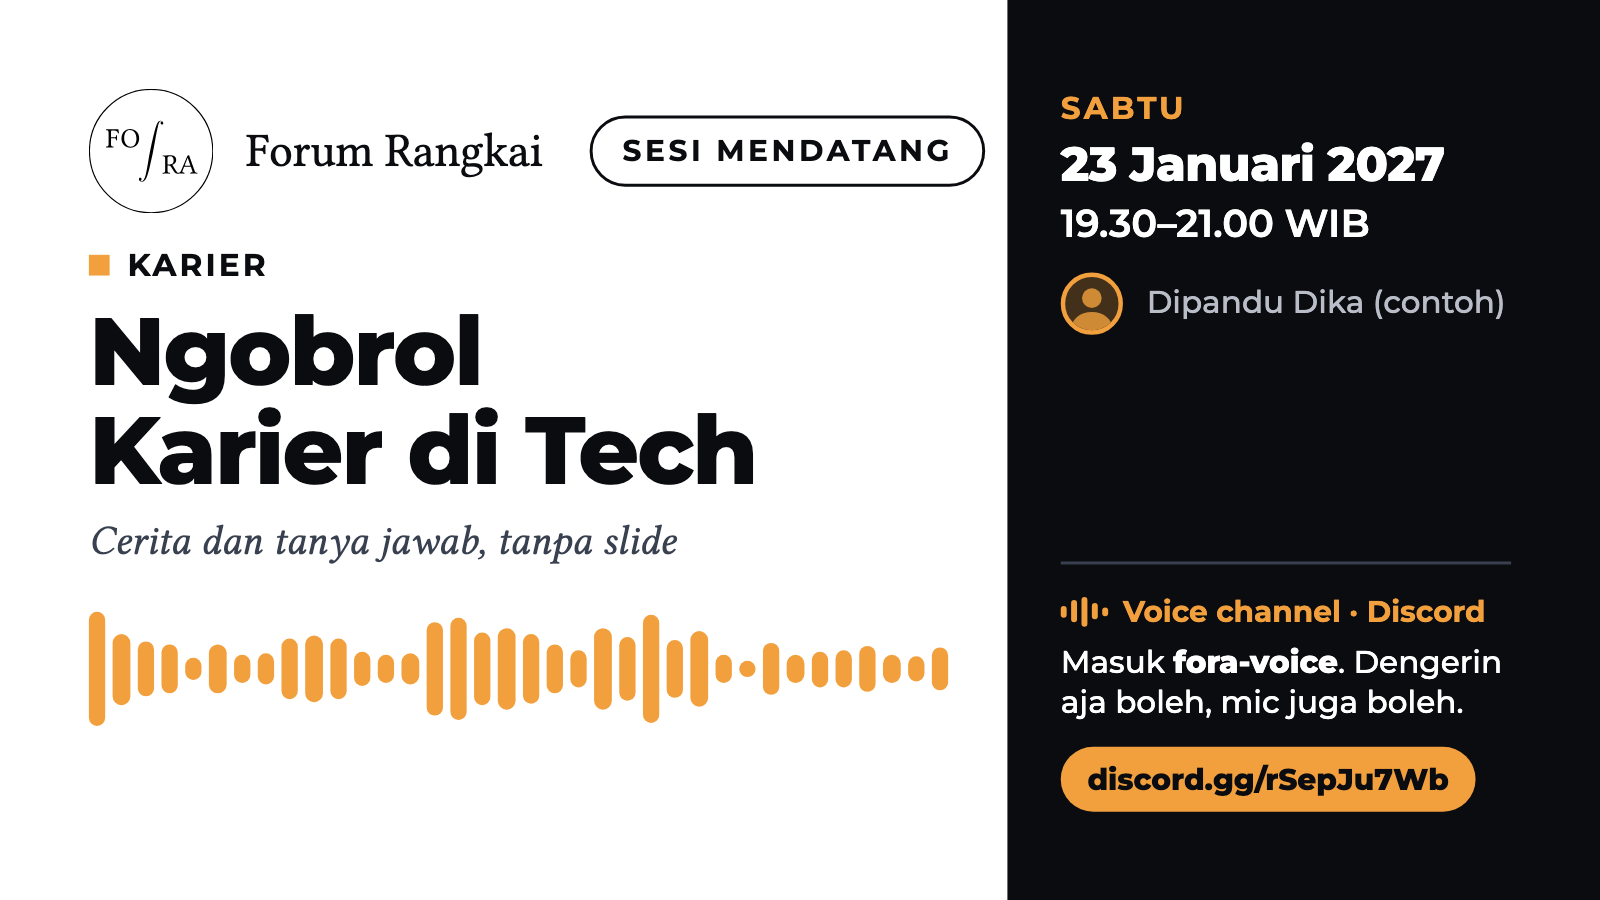 FO
RA
Forum Rangkai
SESI MENDATANG
KARIER
Ngobrol
Karier di Tech
Cerita dan tanya jawab, tanpa slide
SABTU
23 Januari 2027
19.30–21.00 WIB
Dipandu Dika (contoh)
Voice channel · Discord
Masuk fora-voice. Dengerin
aja boleh, mic juga boleh.
discord.gg/rSepJu7Wb